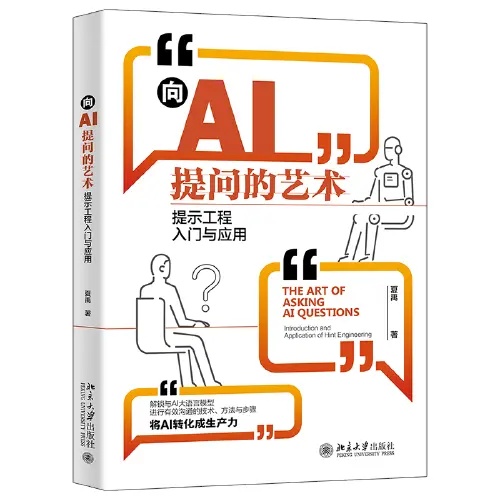 向
AI
提问的艺术
提示工程
入门与应用
夏禹 著
向
AI
提问的艺术
提示工程
入门与应用
?
THE ART OF
ASKING
AI QUESTIONS
Introduction and
Application of Hint Engineering
夏禹 著
解锁与AI大语言模型
进行有效沟通的技术、方法与步骤
将AI转化成生产力
北京大学出版社
北京大学出版社